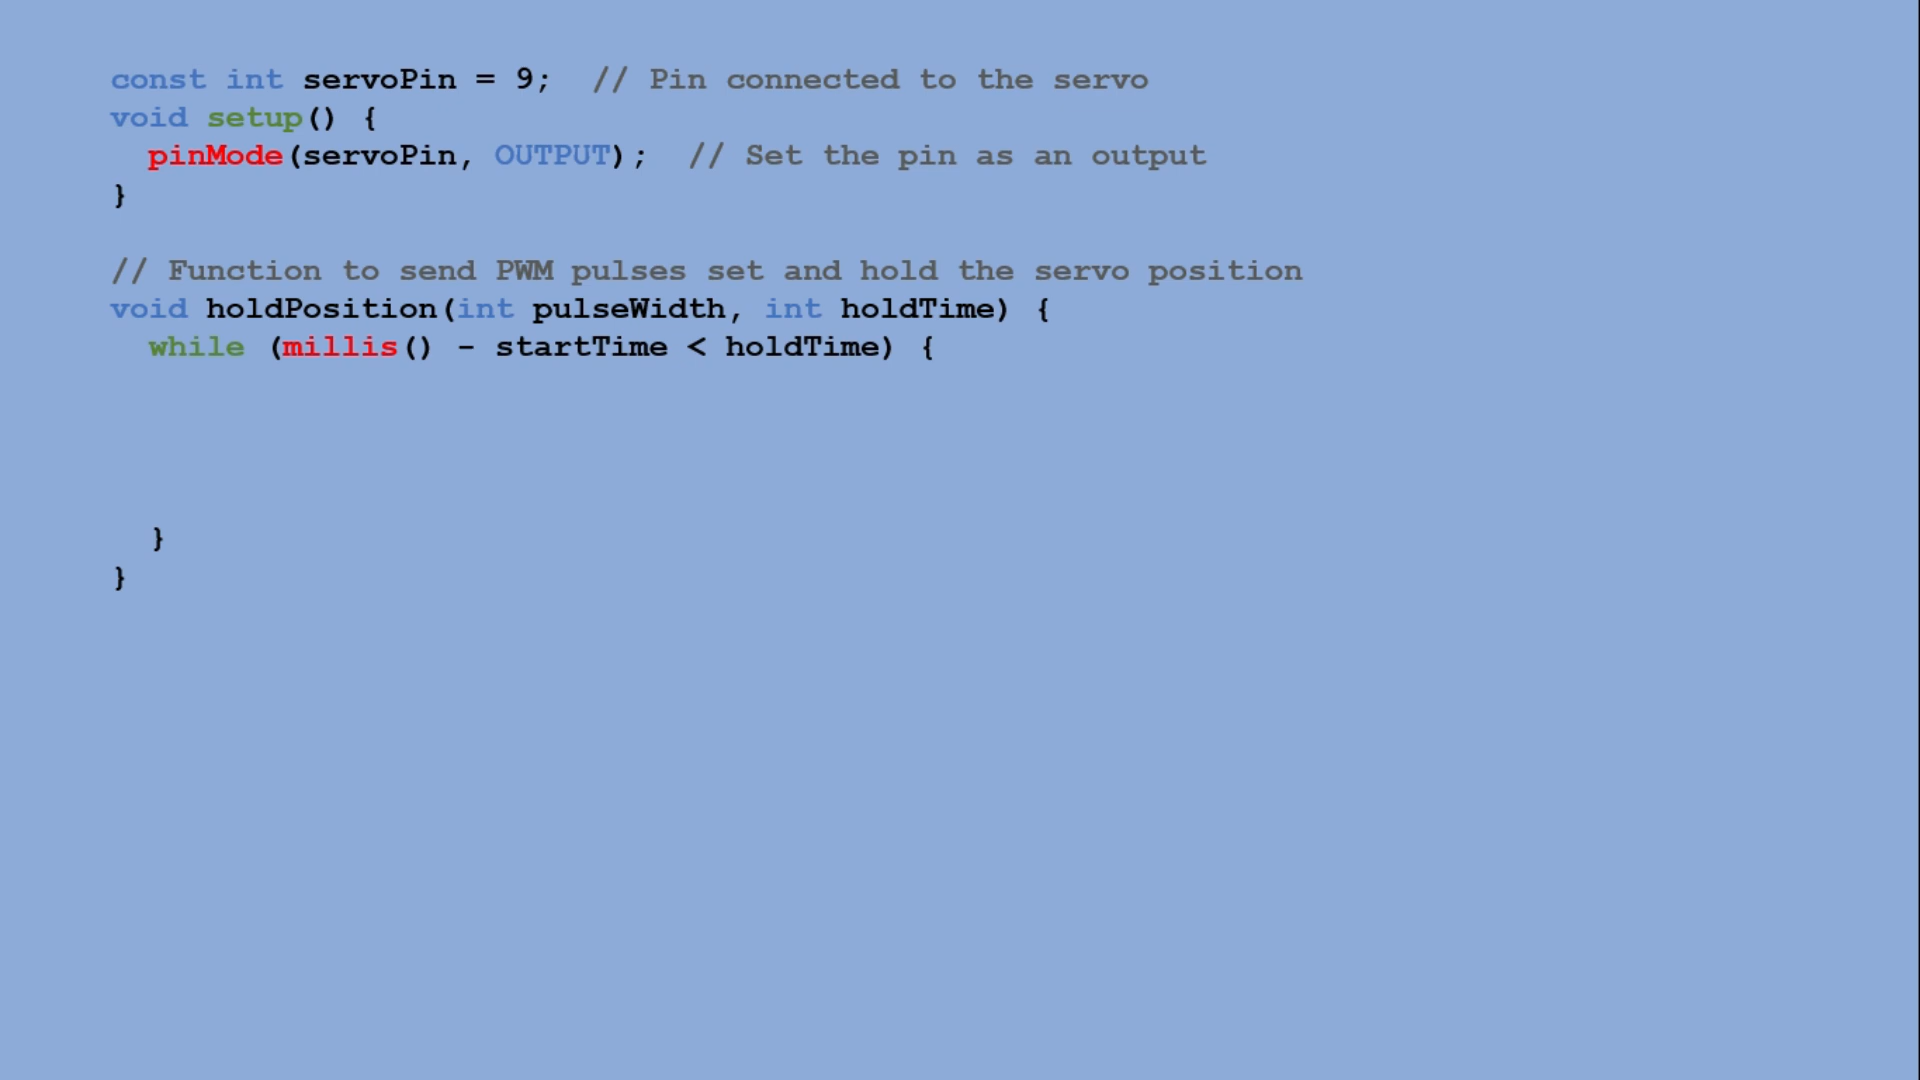 const int servoPin = 9;  // Pin connected to the servo
void setup() {
  pinMode(servoPin, OUTPUT);  // Set the pin as an output
}
// Function to send PWM pulses set and hold the servo position
void holdPosition(int pulseWidth, int holdTime) {
  while (millis() - startTime < holdTime) {
  }
}